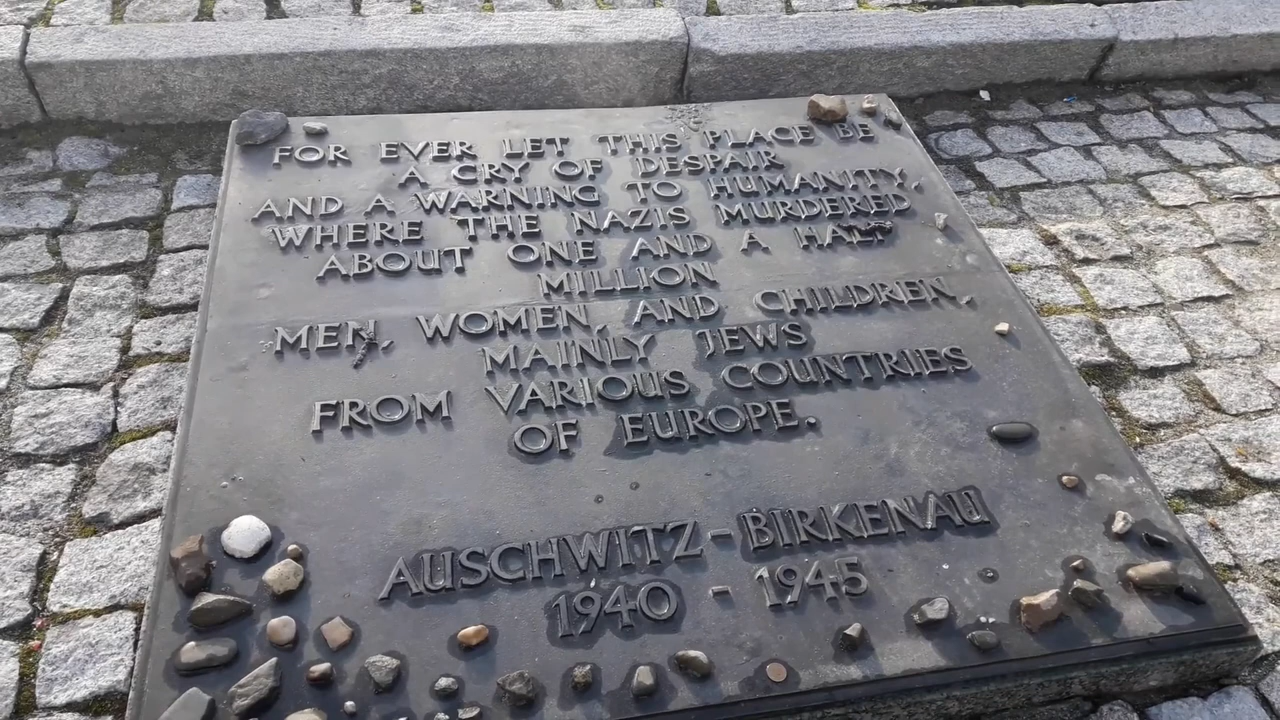 FOR EVER LET THIS PLACE BE
A CRY OF DESPAIR
AND A WARNING TO HUMANITY,
WHERE THE NAZIS MURDERED
ABOUT ONE AND A HALF
MILLION
MEN, WOMEN, AND CHILDREN,
MAINLY JEWS
FROM VARIOUS COUNTRIES
OF EUROPE.
AUSCHWITZ - BIRKENAU
1940 - 1945